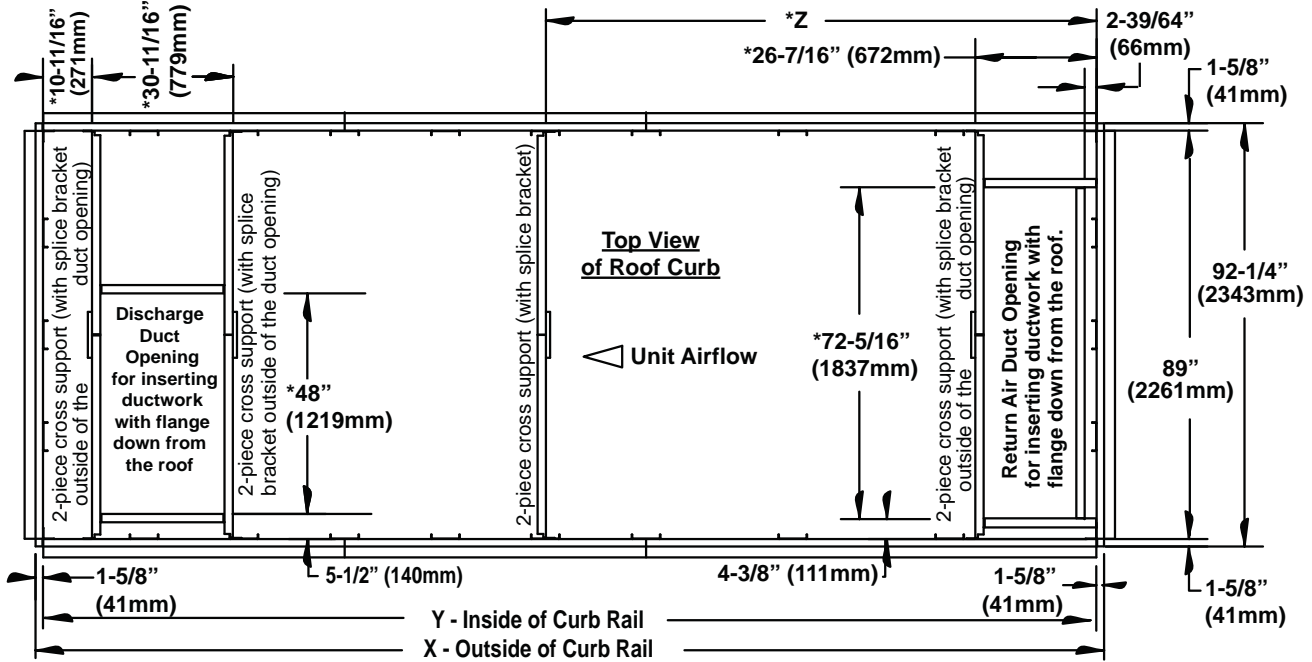 *10-11/16”
(271mm)
*30-11/16”
(779mm)
*Z
2-39/64”
(66mm)
*26-7/16” (672mm)
1-5/8”
(41mm)
2-piece cross support (with splice bracket
outside of the duct opening)
Discharge
Duct
Opening
for inserting
ductwork
with flange
down from
the roof
2-piece cross support (with splice
bracket outside of the duct opening)
*48”
(1219mm)
2-piece cross support (with splice bracket)
Top View
of Roof Curb
Unit Airflow
*72-5/16”
(1837mm)
2-piece cross support (with splice bracket
outside of the duct opening)
Return Air Duct Opening
for inserting ductwork with
flange down from the roof.
92-1/4”
(2343mm)
89”
(2261mm)
1-5/8”
(41mm)
5-1/2” (140mm)
4-3/8” (111mm)
1-5/8”
(41mm)
1-5/8”
(41mm)
Y - Inside of Curb Rail
X - Outside of Curb Rail